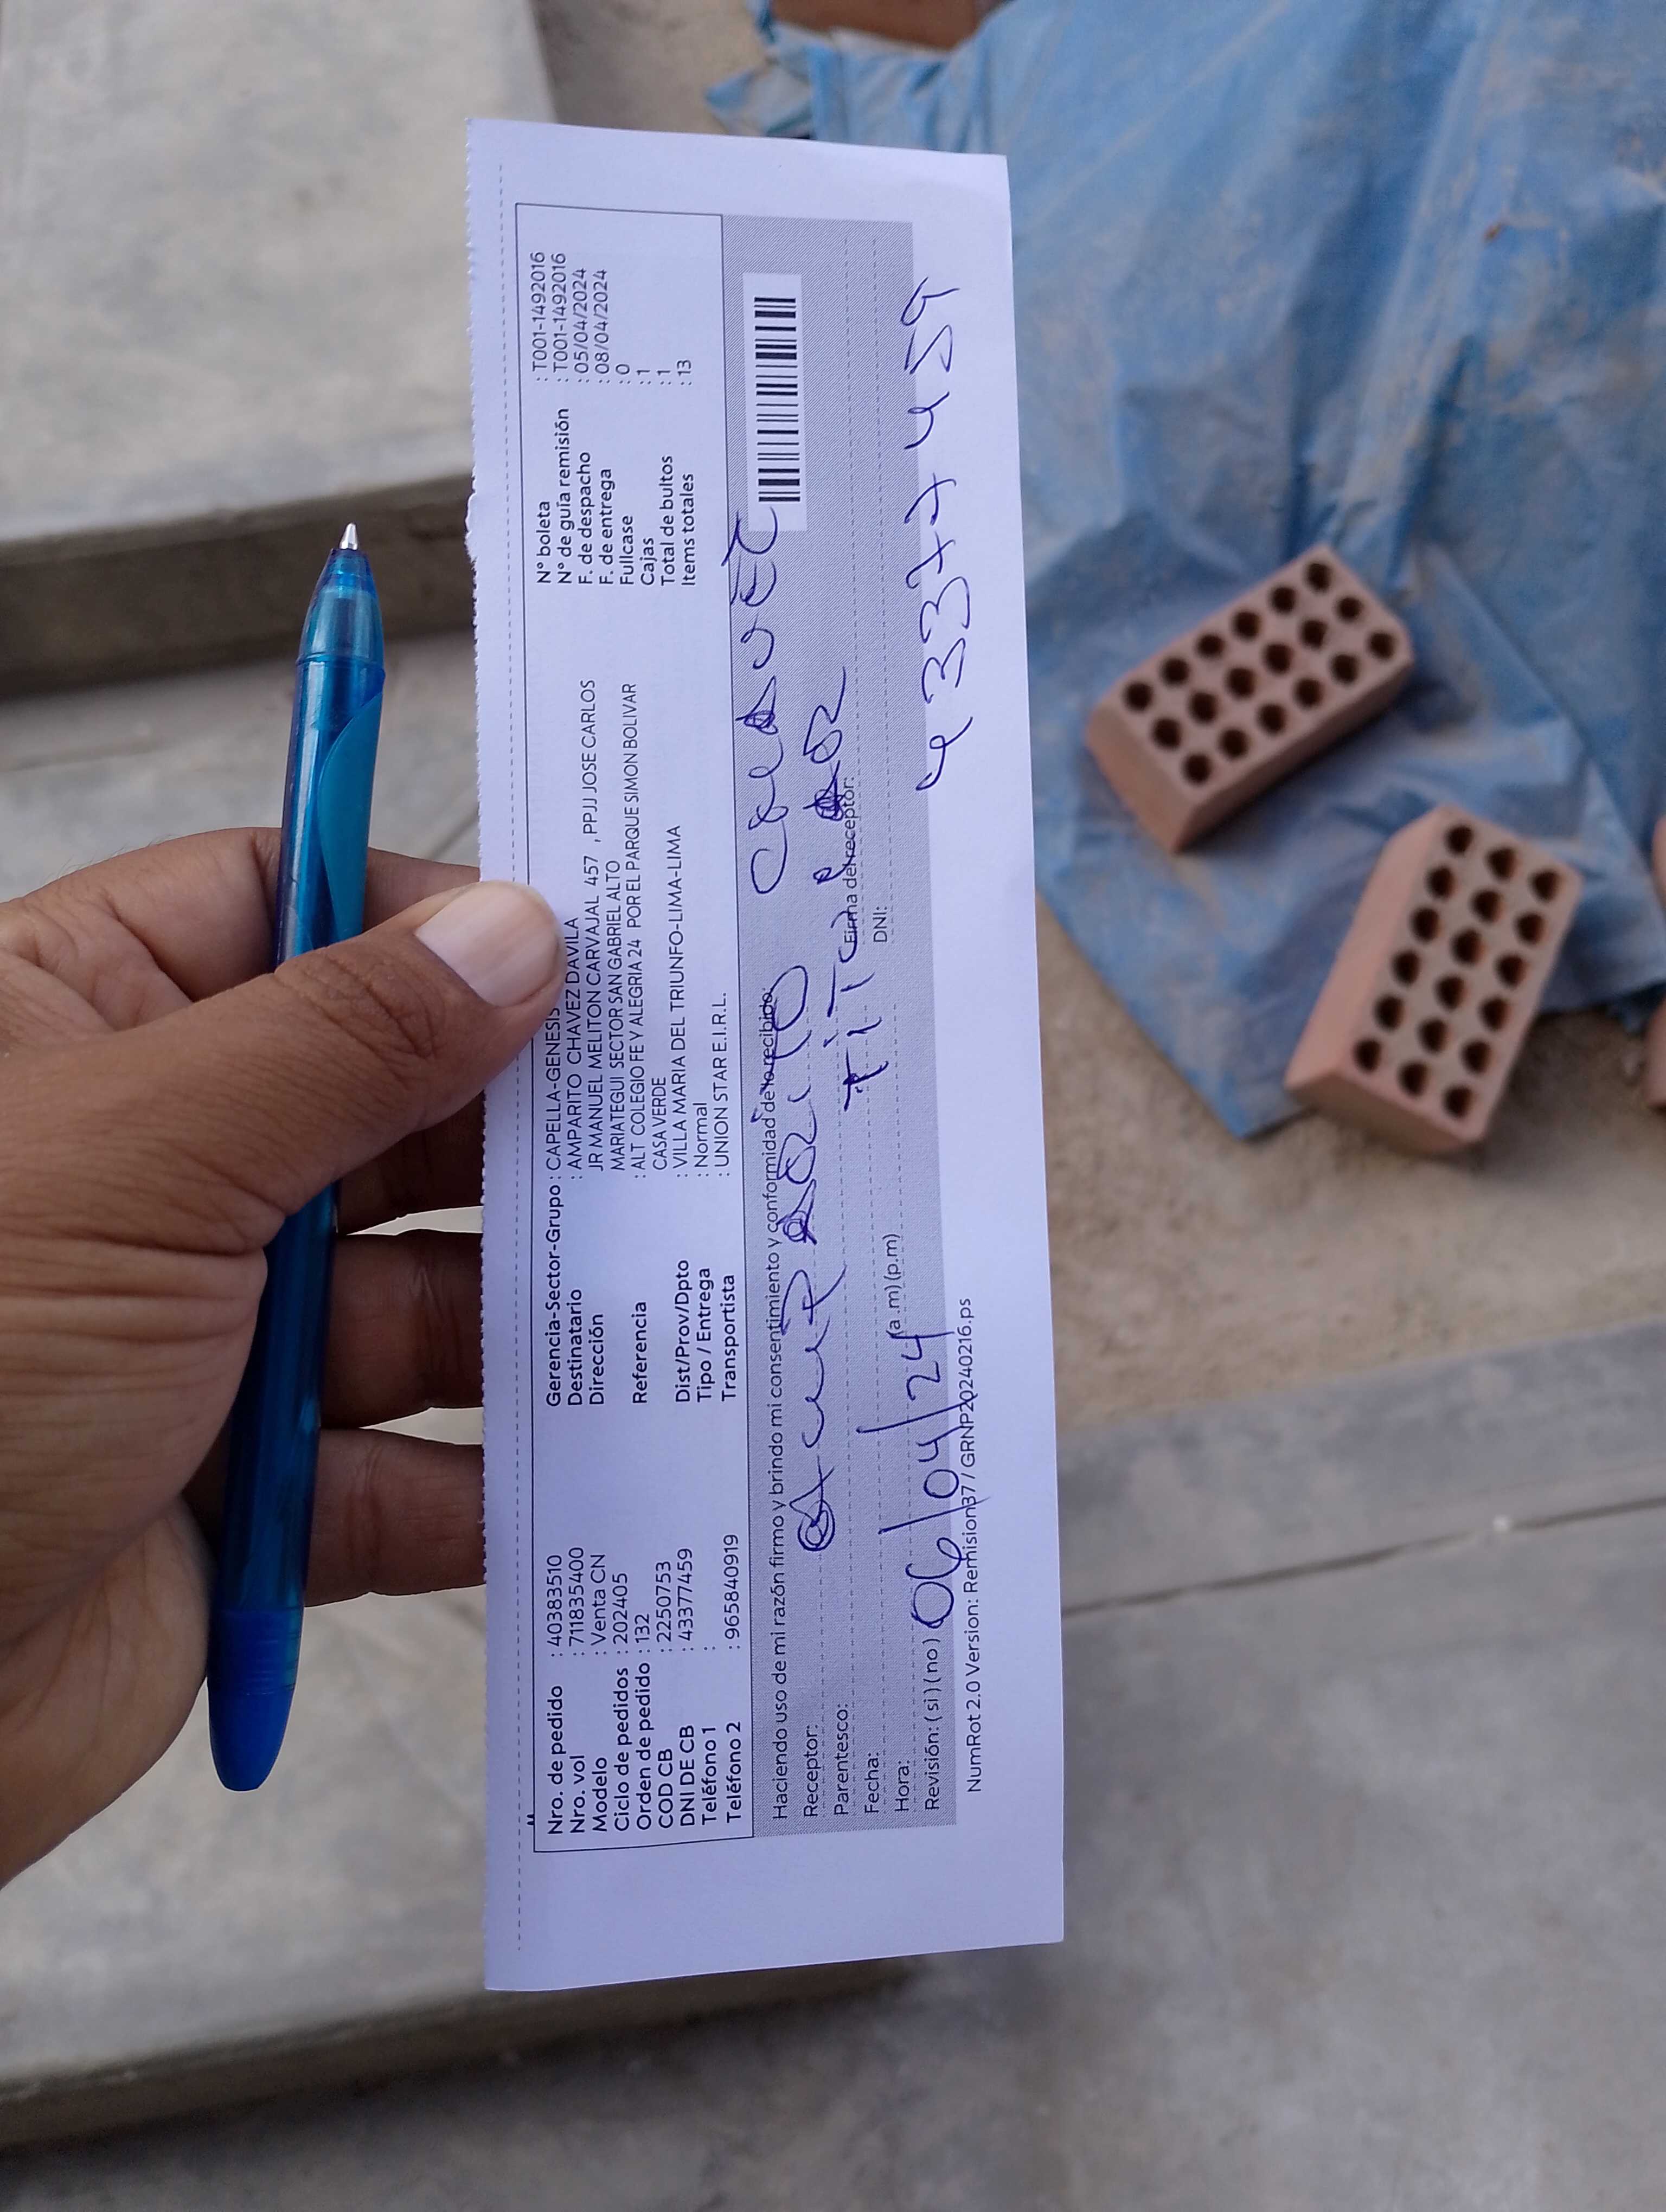 Nro. de pedido : 40383510
Nro. vol : 711835400
Modelo : Venta CN
Ciclo de pedidos : 202405
Orden de pedido : 132
COD CB : 2250753
DNI DE CB : 43377459
Teléfono 1 :
Teléfono 2 : 965840919
Gerencia-Sector-Grupo : CAPELLA-GENESIS
Destinatario : AMPARITO CHAVEZ DAVILA
Dirección JR MANUEL MELITON CARVAJAL 457 , PPJJ JOSE CARLOS
MARIATEGUI SECTOR SAN GABRIEL ALTO
Referencia : ALT COLEGIO FE Y ALEGRIA 24 POR EL PARQUE SIMON BOLIVAR
CASA VERDE
Dist/Prov/Dpto : VILLA MARIA DEL TRIUNFO-LIMA-LIMA
Tipo / Entrega : Normal
Transportista : UNION STAR E.I.R.L.
N° boleta : T001-1492016
N° de guía remisión : T001-1492016
F. de despacho : 05/04/2024
F. de entrega : 08/04/2024
Fullcase : 0
Cajas : 1
Total de bultos : 1
Items totales : 13
Haciendo uso de mi razón firmo y brindo mi consentimiento y conformidad de lo recibido:
Receptor:
Parentesco: Titular
Firma del receptor:
Fecha:
DNI: 43377459
Hora: (a.m) (p.m)
Revisión: ( si ) ( no ) 06/04/24
NumRot 2.0 Version: Remision37 / GRNP20240216.ps